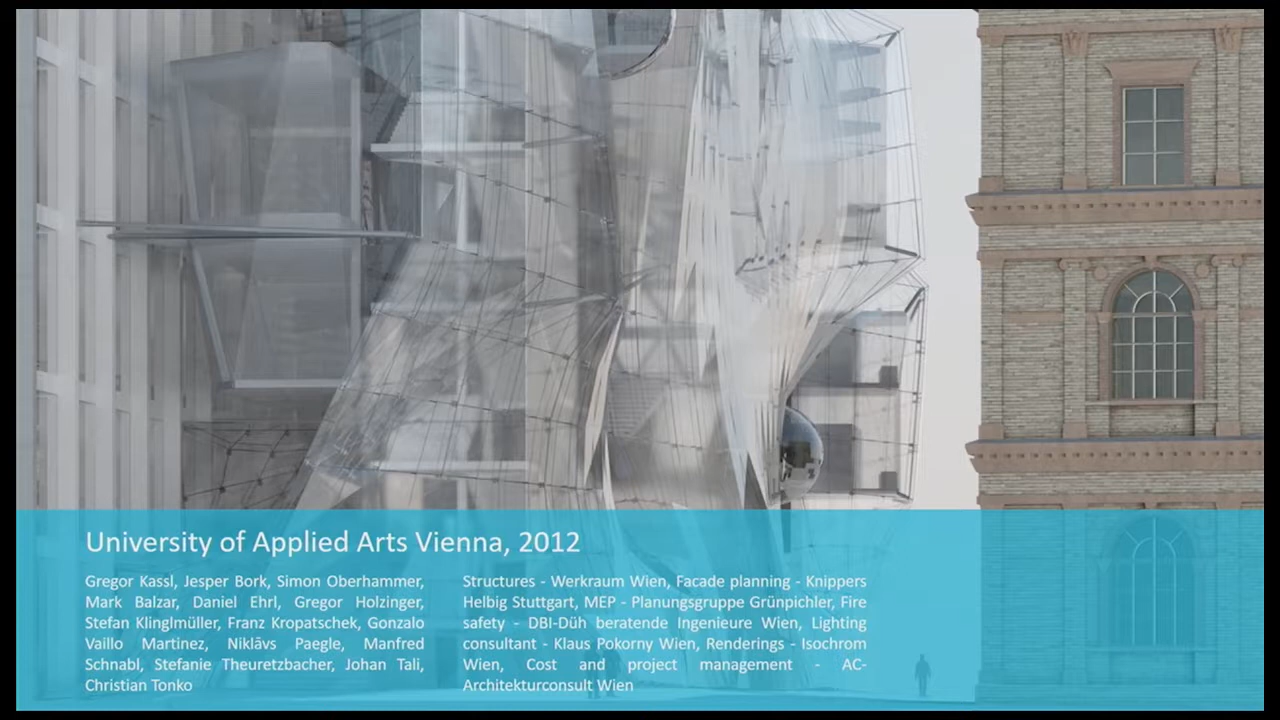 University of Applied Arts Vienna, 2012
Gregor Kassl, Jesper Bork, Simon Oberhammer,
Mark Balzar, Daniel Ehrl, Gregor Holzinger,
Stefan Klinglmüller, Franz Kropatschek, Gonzalo
Vaillo Martinez, Niklāvs Paegle, Manfred
Schnabl, Stefanie Theuretzbacher, Johan Tali,
Christian Tonko
Structures - Werkraum Wien, Facade planning - Knippers
Helbig Stuttgart, MEP - Planungsgruppe Grünpichler, Fire
safety - DBI-Düh beratende Ingenieure Wien, Lighting
consultant - Klaus Pokorny Wien, Renderings - Isochrom
Wien, Cost and project management - AC-
Architekturconsult Wien